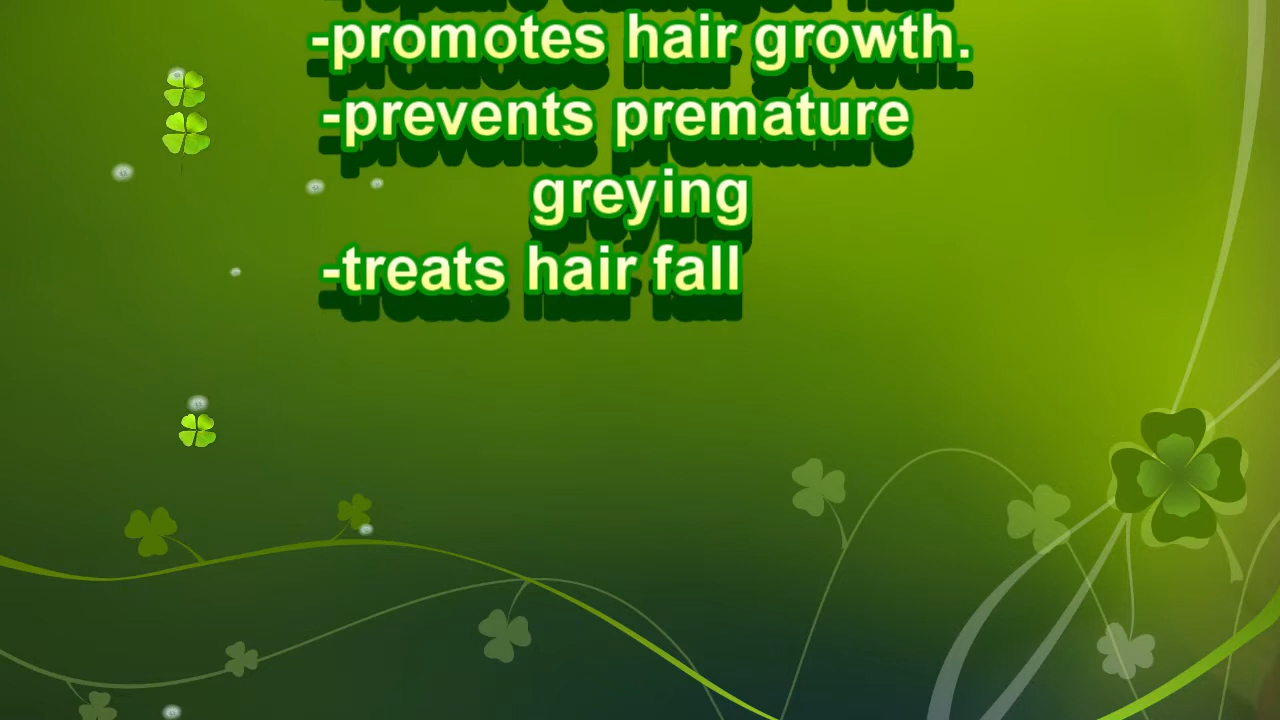 -promotes hair growth.
-prevents premature
greying
-treats hair fall